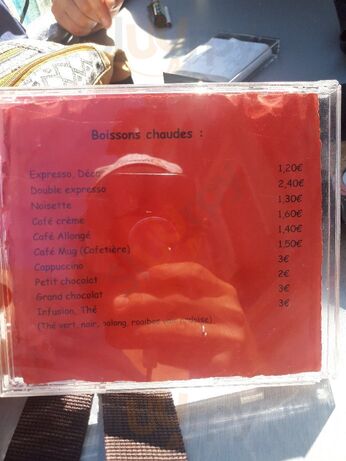 Boissons chaudes :
Expresso, Déca 1,20€
Double expresso 2,40€
Noisette 1,30€
Café crème 1,60€
Café Allongé 1,40€
Café Mug (Cafetière) 1,50€
Cappuccino 3€
Petit chocolat 2€
Grand chocolat 3€
Infusion, Thé 3€
(Thé vert, noir, oolong, rooibos